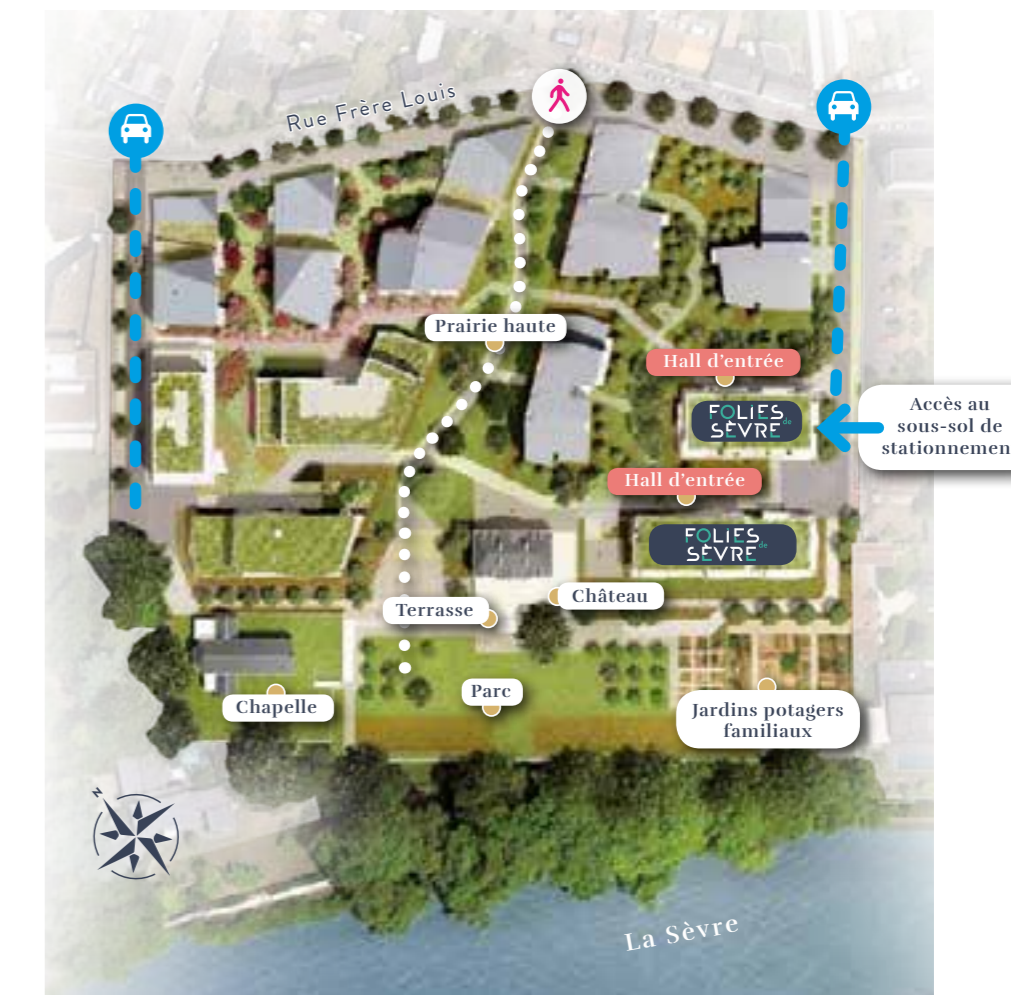 Rue Frère Louis
Prairie haute
Hall d'entrée
FOLIES
de
SÈVRE
Accès au
sous-sol de
stationnemen
Hall d'entrée
FOLIES
de
SÈVRE
Château
Terrasse
Parc
Chapelle
Jardins potagers
familiaux
N
La Sèvre